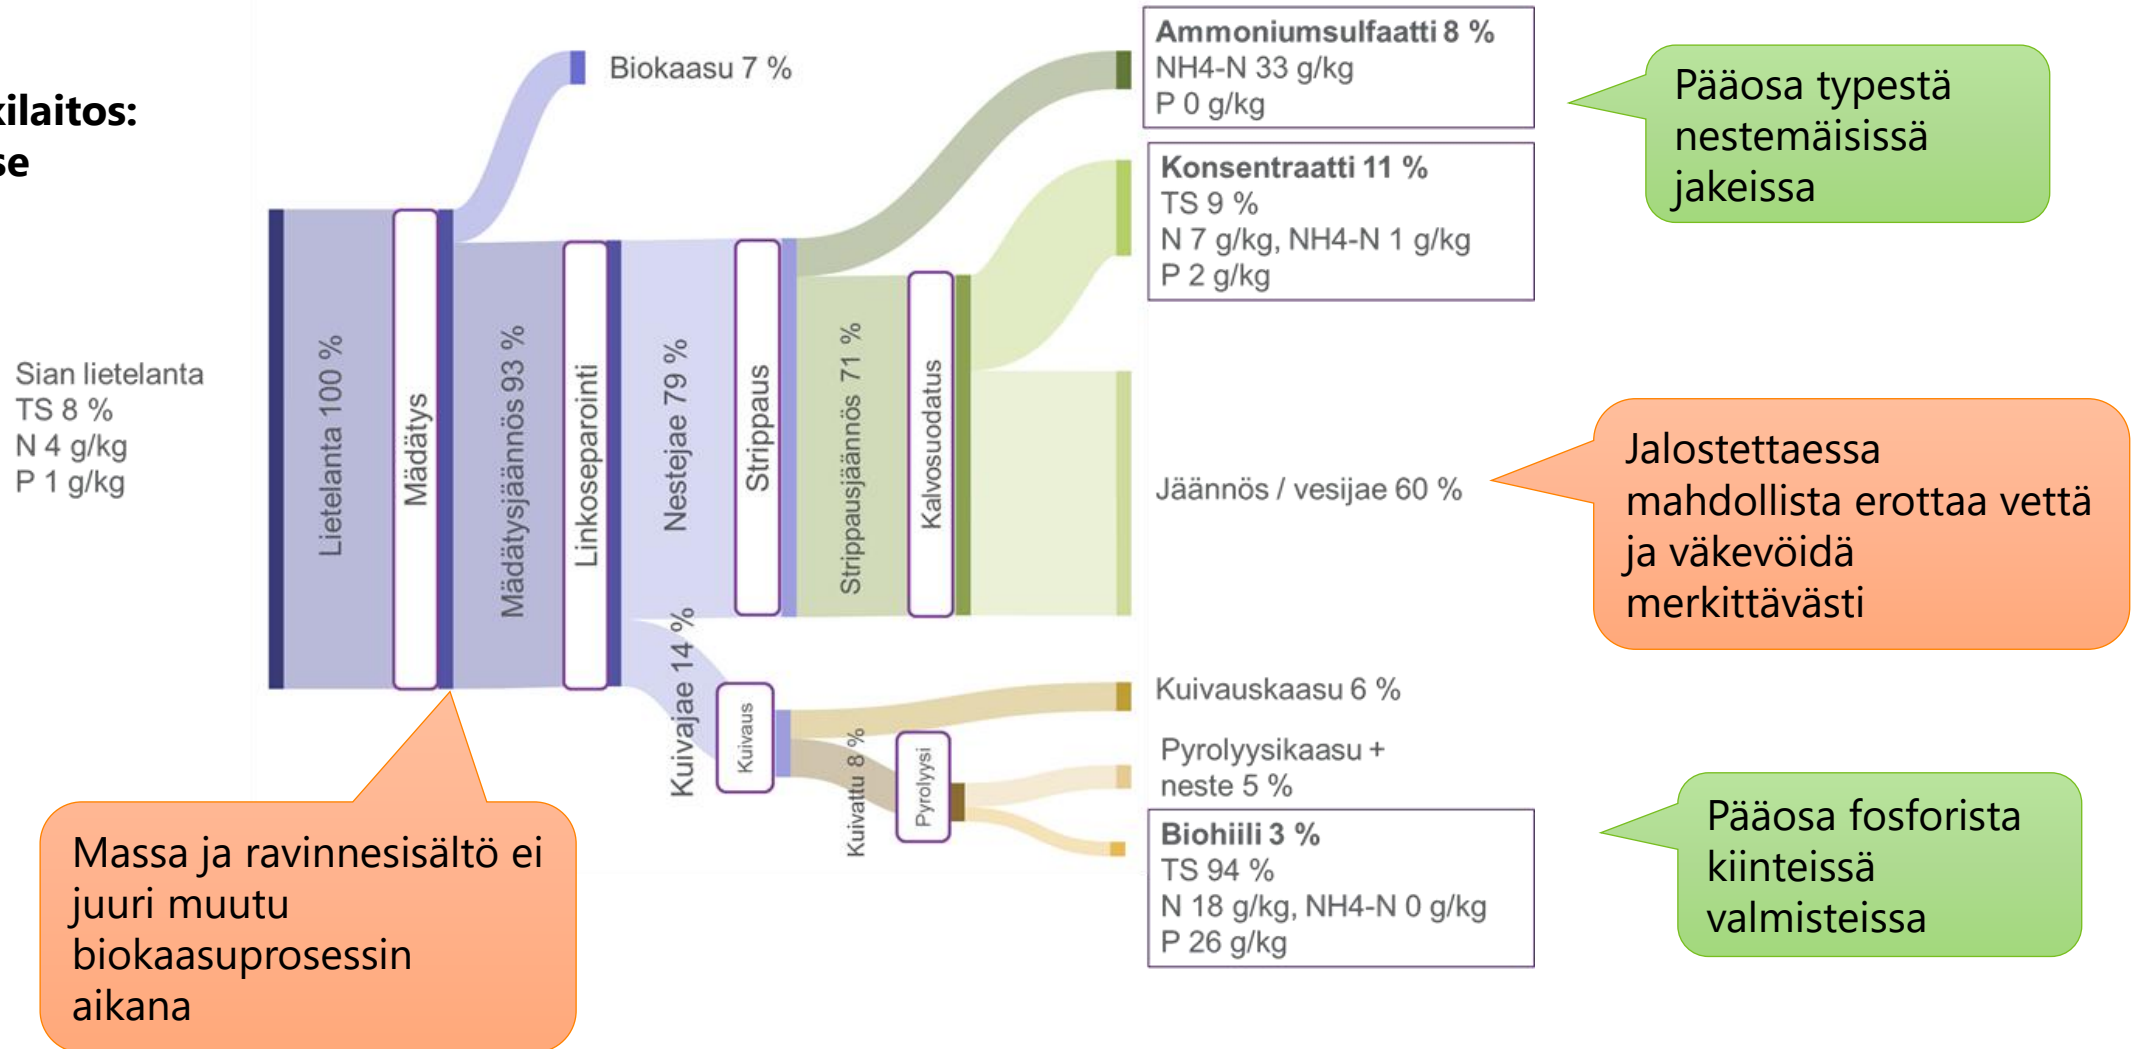 kilaitos:
se
Sian lietelanta
TS 8 %
N 4 g/kg
P 1 g/kg
Lietelanta 100 %
Mädätys
Biokaasu 7 %
Mädätysjäännös 93 %
Linkoseparointi
Nestejae 79 %
Strippaus
Strippausjäännös 71 %
Kalvosuodatus
Kuivajae 14 %
Kuivaus
Kuivattu 8 %
Pyrolyysi
Ammoniumsulfaatti 8 %
NH4-N 33 g/kg
P 0 g/kg
Konsentraatti 11 %
TS 9 %
N 7 g/kg, NH4-N 1 g/kg
P 2 g/kg
Jäännös / vesijae 60 %
Kuivauskaasu 6 %
Pyrolyysikaasu +
neste 5 %
Biohiili 3 %
TS 94 %
N 18 g/kg, NH4-N 0 g/kg
P 26 g/kg
Pääosa typestä
nestemäisissä
jakeissa
Jalostettaessa
mahdollista erottaa vettä
ja väkevöidä
merkittävästi
Pääosa fosforista
kiinteissä
valmisteissa
Massa ja ravinnesisältö ei
juuri muutu
biokaasuprosessin
aikana